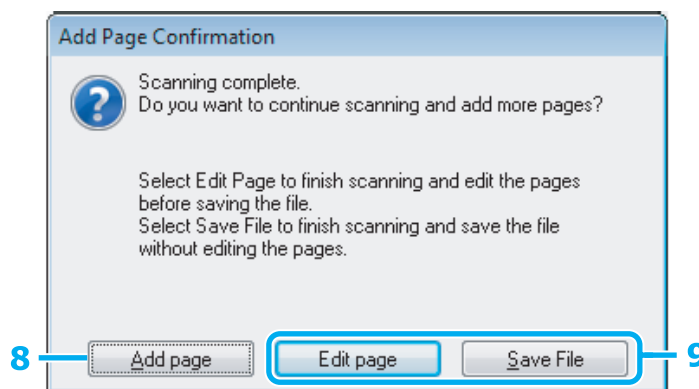 Add Page Confirmation
Scanning complete.
Do you want to continue scanning and add more pages?
Select Edit Page to finish scanning and edit the pages
before saving the file.
Select Save File to finish scanning and save the file
without editing the pages.
8 Add page Edit page Save File 9